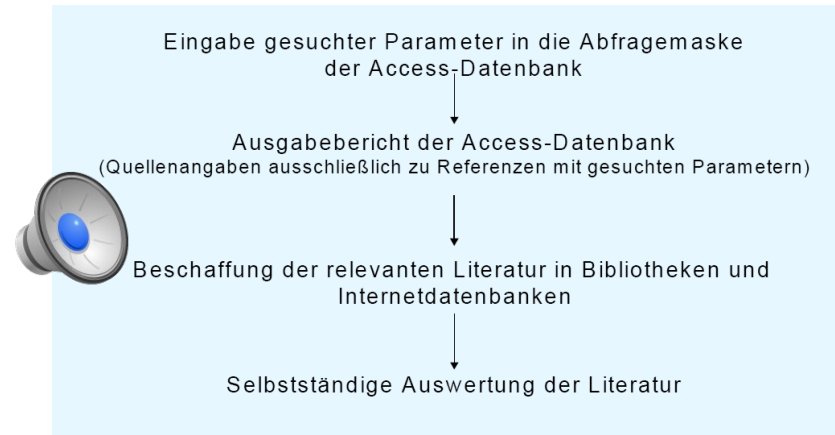 Eingabe gesuchter Parameter in die Abfragemaske
der Access-Datenbank
Ausgabebericht der Access-Datenbank
(Quellenangaben ausschließlich zu Referenzen mit gesuchten Parametern)
Beschaffung der relevanten Literatur in Bibliotheken und
Internetdatenbanken
Selbstständige Auswertung der Literatur